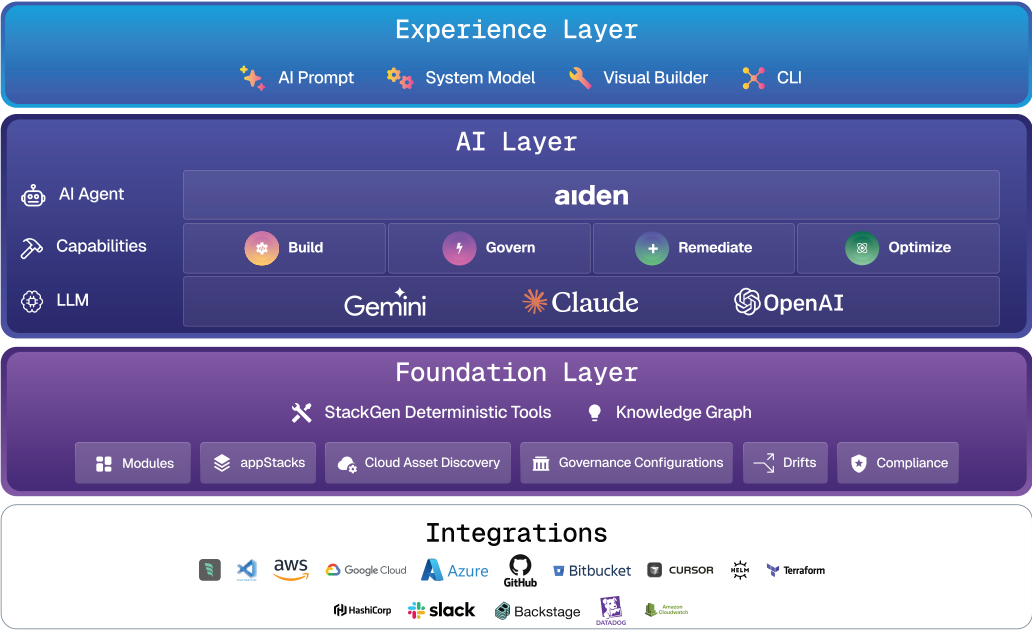 Experience Layer
AI Prompt System Model Visual Builder CLI
AI Layer
AI Agent aiden
Capabilities Build Govern Remediate Optimize
LLM Gemini Claude OpenAI
Foundation Layer
StackGen Deterministic Tools Knowledge Graph
Modules appStacks Cloud Asset Discovery Governance Configurations Drifts Compliance
Integrations
aws Google Cloud Azure GitHub Bitbucket CURSOR HELM Terraform
HashiCorp slack Backstage DATADOG Amazon Cloudwatch